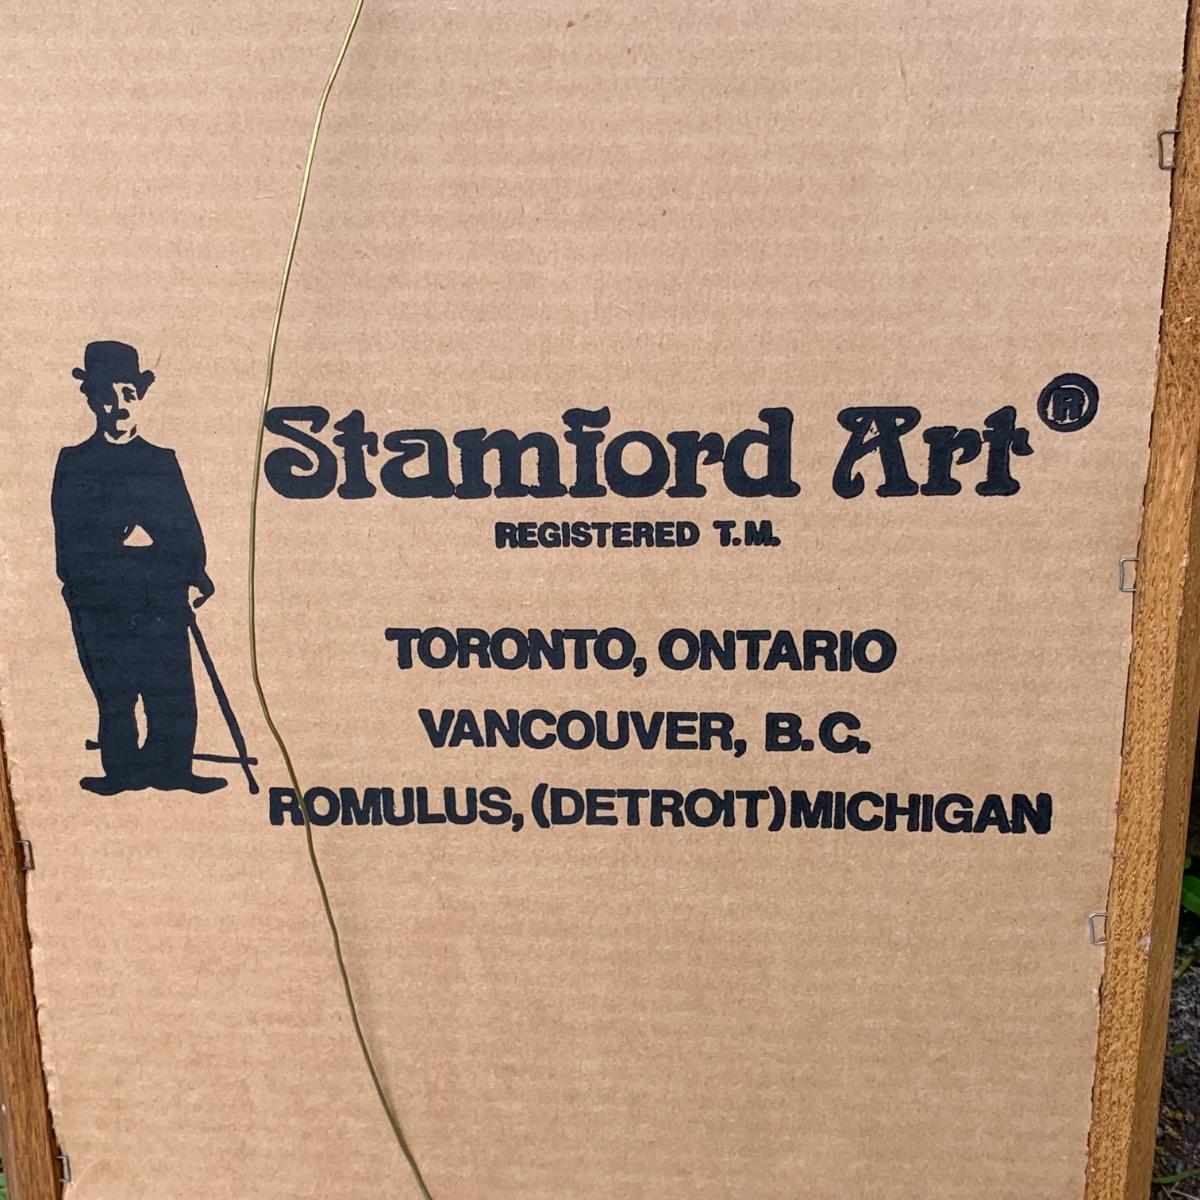 Stamford Art®
REGISTERED T.M.
TORONTO, ONTARIO
VANCOUVER, B.C.
ROMULUS, (DETROIT) MICHIGAN